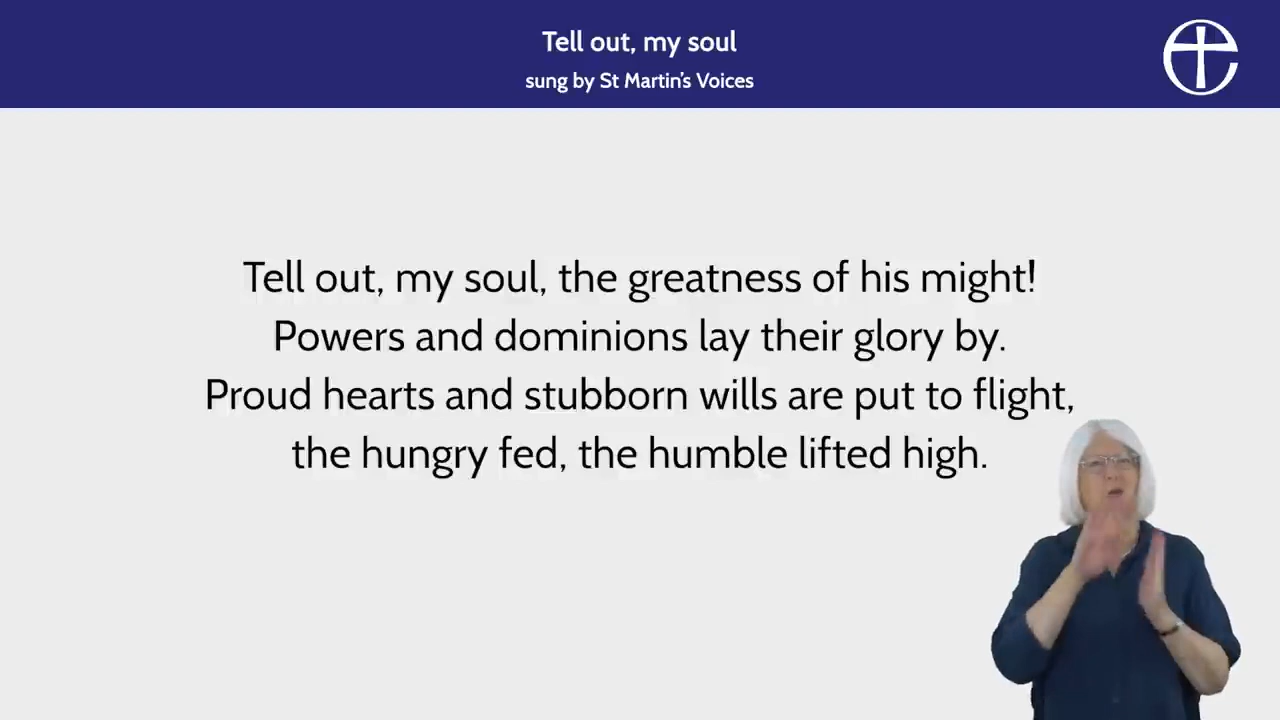 Tell out, my soul
sung by St Martin's Voices
Tell out, my soul, the greatness of his might!
Powers and dominions lay their glory by.
Proud hearts and stubborn wills are put to flight,
the hungry fed, the humble lifted high.